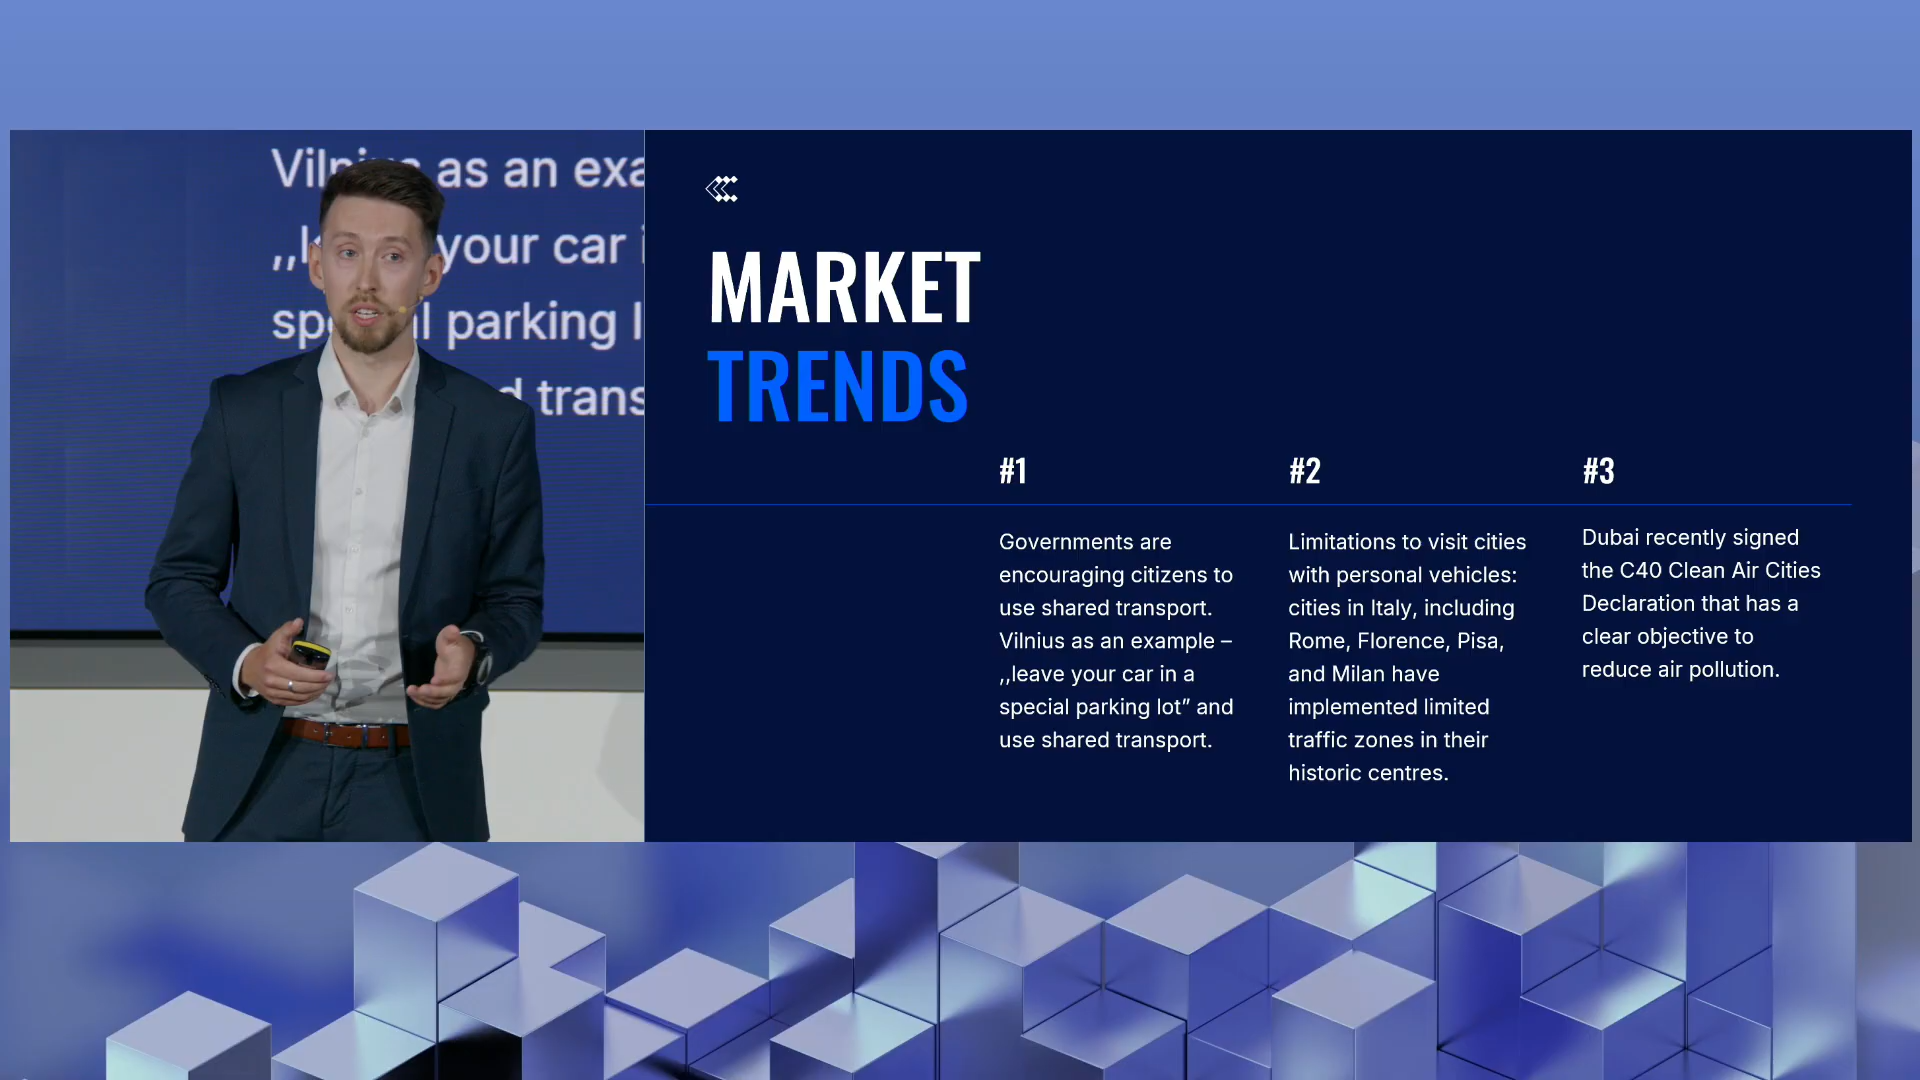 Vilnius as an exa
your car i
parking l
trans
MARKET
TRENDS
#1
Governments are
encouraging citizens to
use shared transport.
Vilnius as an example –
,,leave your car in a
special parking lot” and
use shared transport.
#2
Limitations to visit cities
with personal vehicles:
cities in Italy, including
Rome, Florence, Pisa,
and Milan have
implemented limited
traffic zones in their
historic centres.
#3
Dubai recently signed
the C40 Clean Air Cities
Declaration that has a
clear objective to
reduce air pollution.